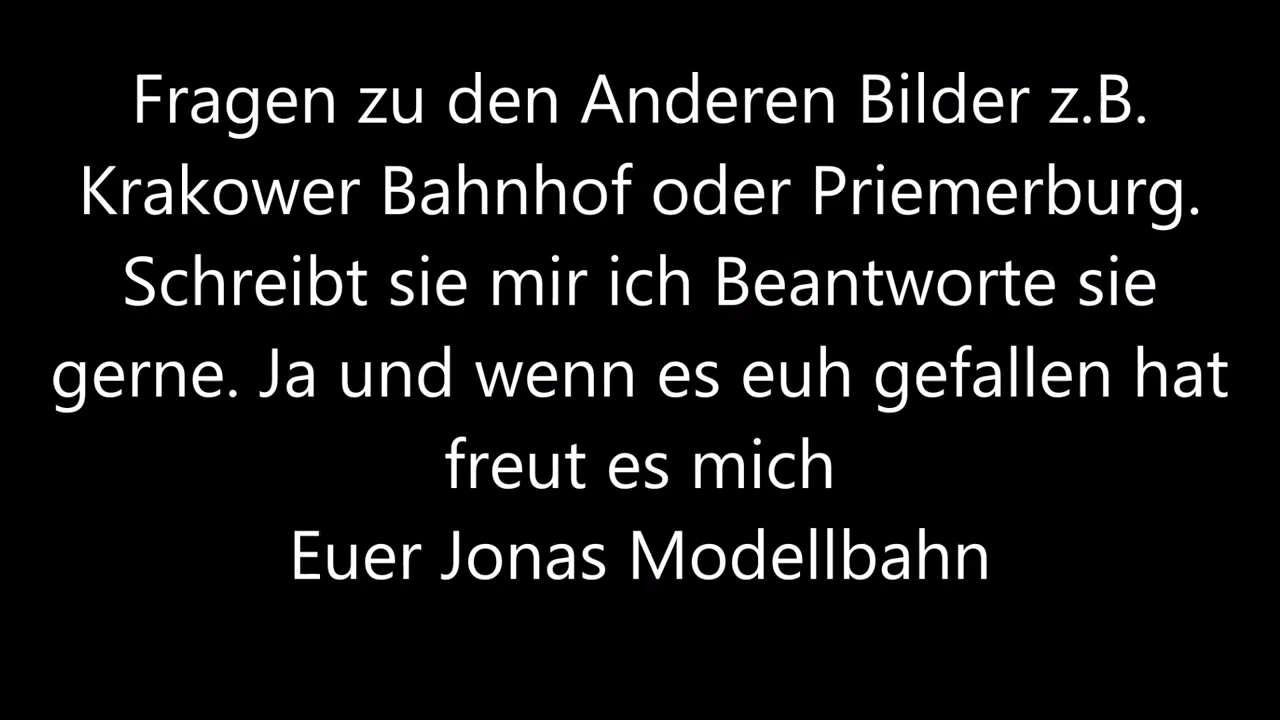 Fragen zu den Anderen Bilder z.B.
Krakower Bahnhof oder Priemerburg.
Schreibt sie mir ich Beantworte sie
gerne. Ja und wenn es euh gefallen hat
freut es mich
Euer Jonas Modellbahn